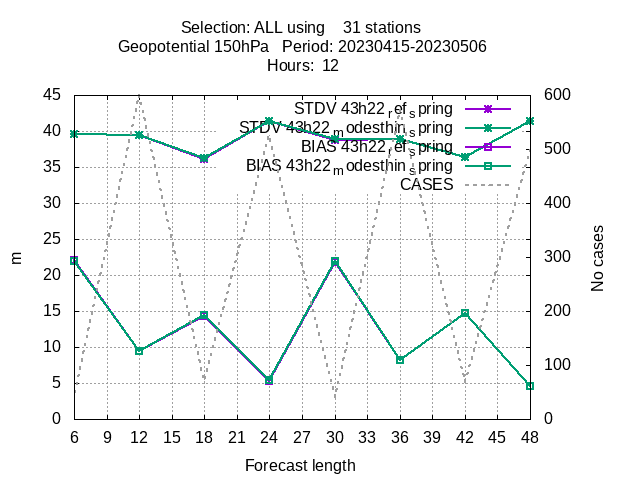 Selection: ALL using    31 stations
Geopotential 150hPa   Period: 20230415-20230506
Hours:  12
STDV 43h22_ref_spring
STDV 43h22_modesthin_spring
BIAS 43h22_ref_spring
BIAS 43h22_modesthin_spring
CASES
45
40
35
30
25
20
15
10
5
0
m
600
500
400
300
200
100
0
No cases
6 9 12 15 18 21 24 27 30 33 36 39 42 45 48
Forecast length